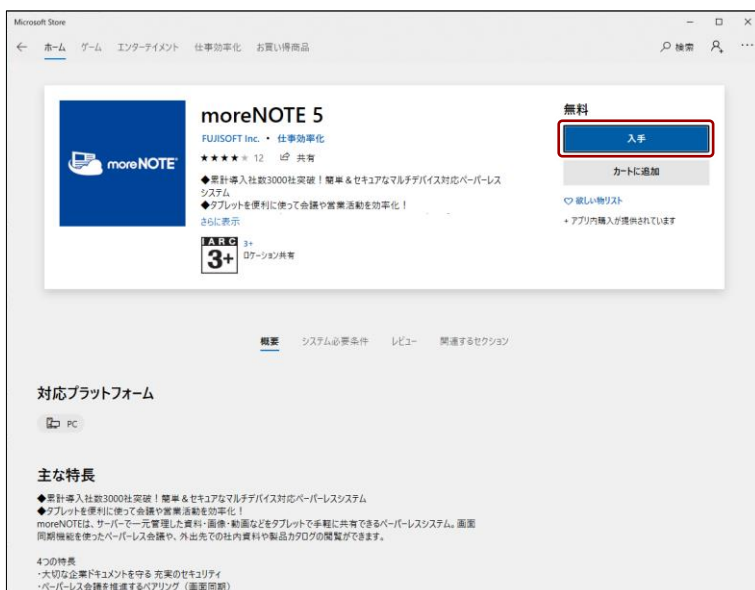 Microsoft Store
ホーム ゲーム エンターテイメント 仕事効率化 お買い得商品 検索
moreNOTE
moreNOTE 5
FUJISOFT Inc. • 仕事効率化
12 共有
◆累計導入社数3000社突破！簡単＆セキュアなマルチデバイス対応ペーパーレス
システム
◆タブレットを便利に使って会議や営業活動を効率化！
さらに表示
IARC
3+
3+
ロケーション共有
無料
入手
カートに追加
欲しい物リスト
+ アプリ内購入が提供されています
概要 システム必要条件 レビュー 関連するセクション
対応プラットフォーム
PC
主な特長
◆累計導入社数3000社突破！簡単＆セキュアなマルチデバイス対応ペーパーレスシステム
◆タブレットを便利に使って会議や営業活動を効率化！
moreNOTEは、サーバーで一元管理した資料・画像・動画などをタブレットで手軽に共有できるペーパーレスシステム。画面
同期機能を使ったペーパーレス会議や、外出先での社内資料や製品カタログの閲覧ができます。
4つの特長
・大切な企業ドキュメントを守る 充実のセキュリティ
・ペーパーレス会議を推進するペアリング（画面同期）